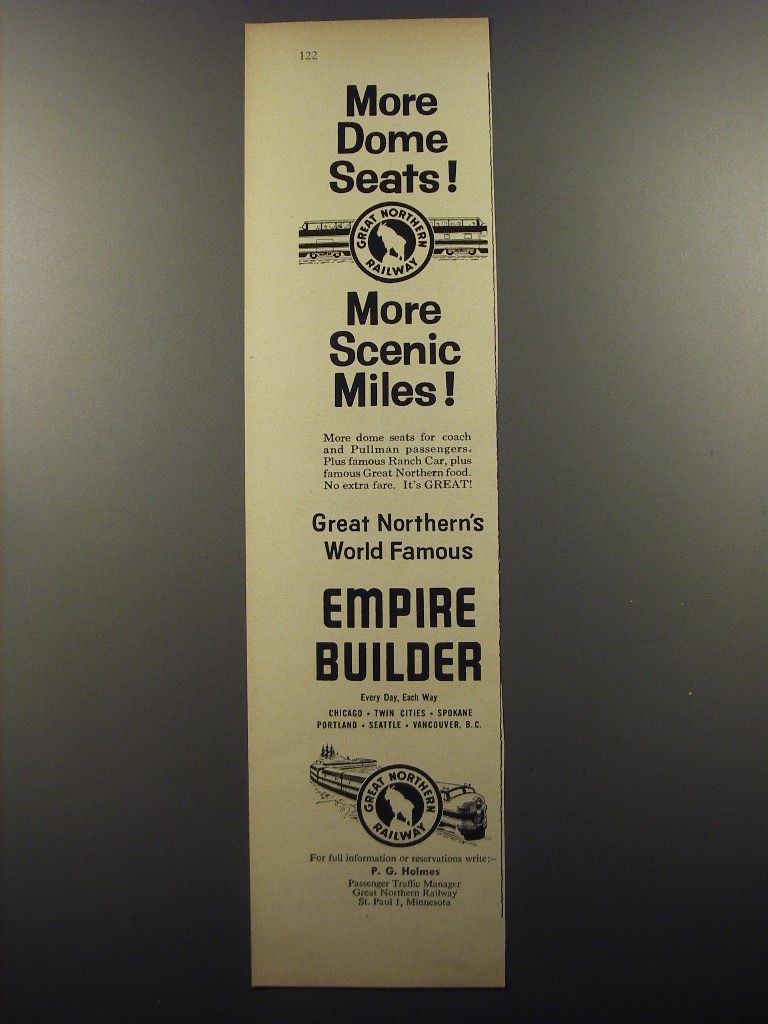 122
More
Dome
Seats!
GREAT NORTHERN
RAILWAY
More
Scenic
Miles!
More dome seats for coach
and Pullman passengers.
Plus famous Ranch Car, plus
famous Great Northern food.
No extra fare. It's GREAT!
Great Northern's
World Famous
EMPIRE
BUILDER
Every Day, Each Way
CHICAGO • TWIN CITIES • SPOKANE
PORTLAND • SEATTLE • VANCOUVER, B.C.
GREAT NORTHERN
RAILWAY
For full information or reservations write:—
P. G. Holmes
Passenger Traffic Manager
Great Northern Railway
St. Paul 1, Minnesota